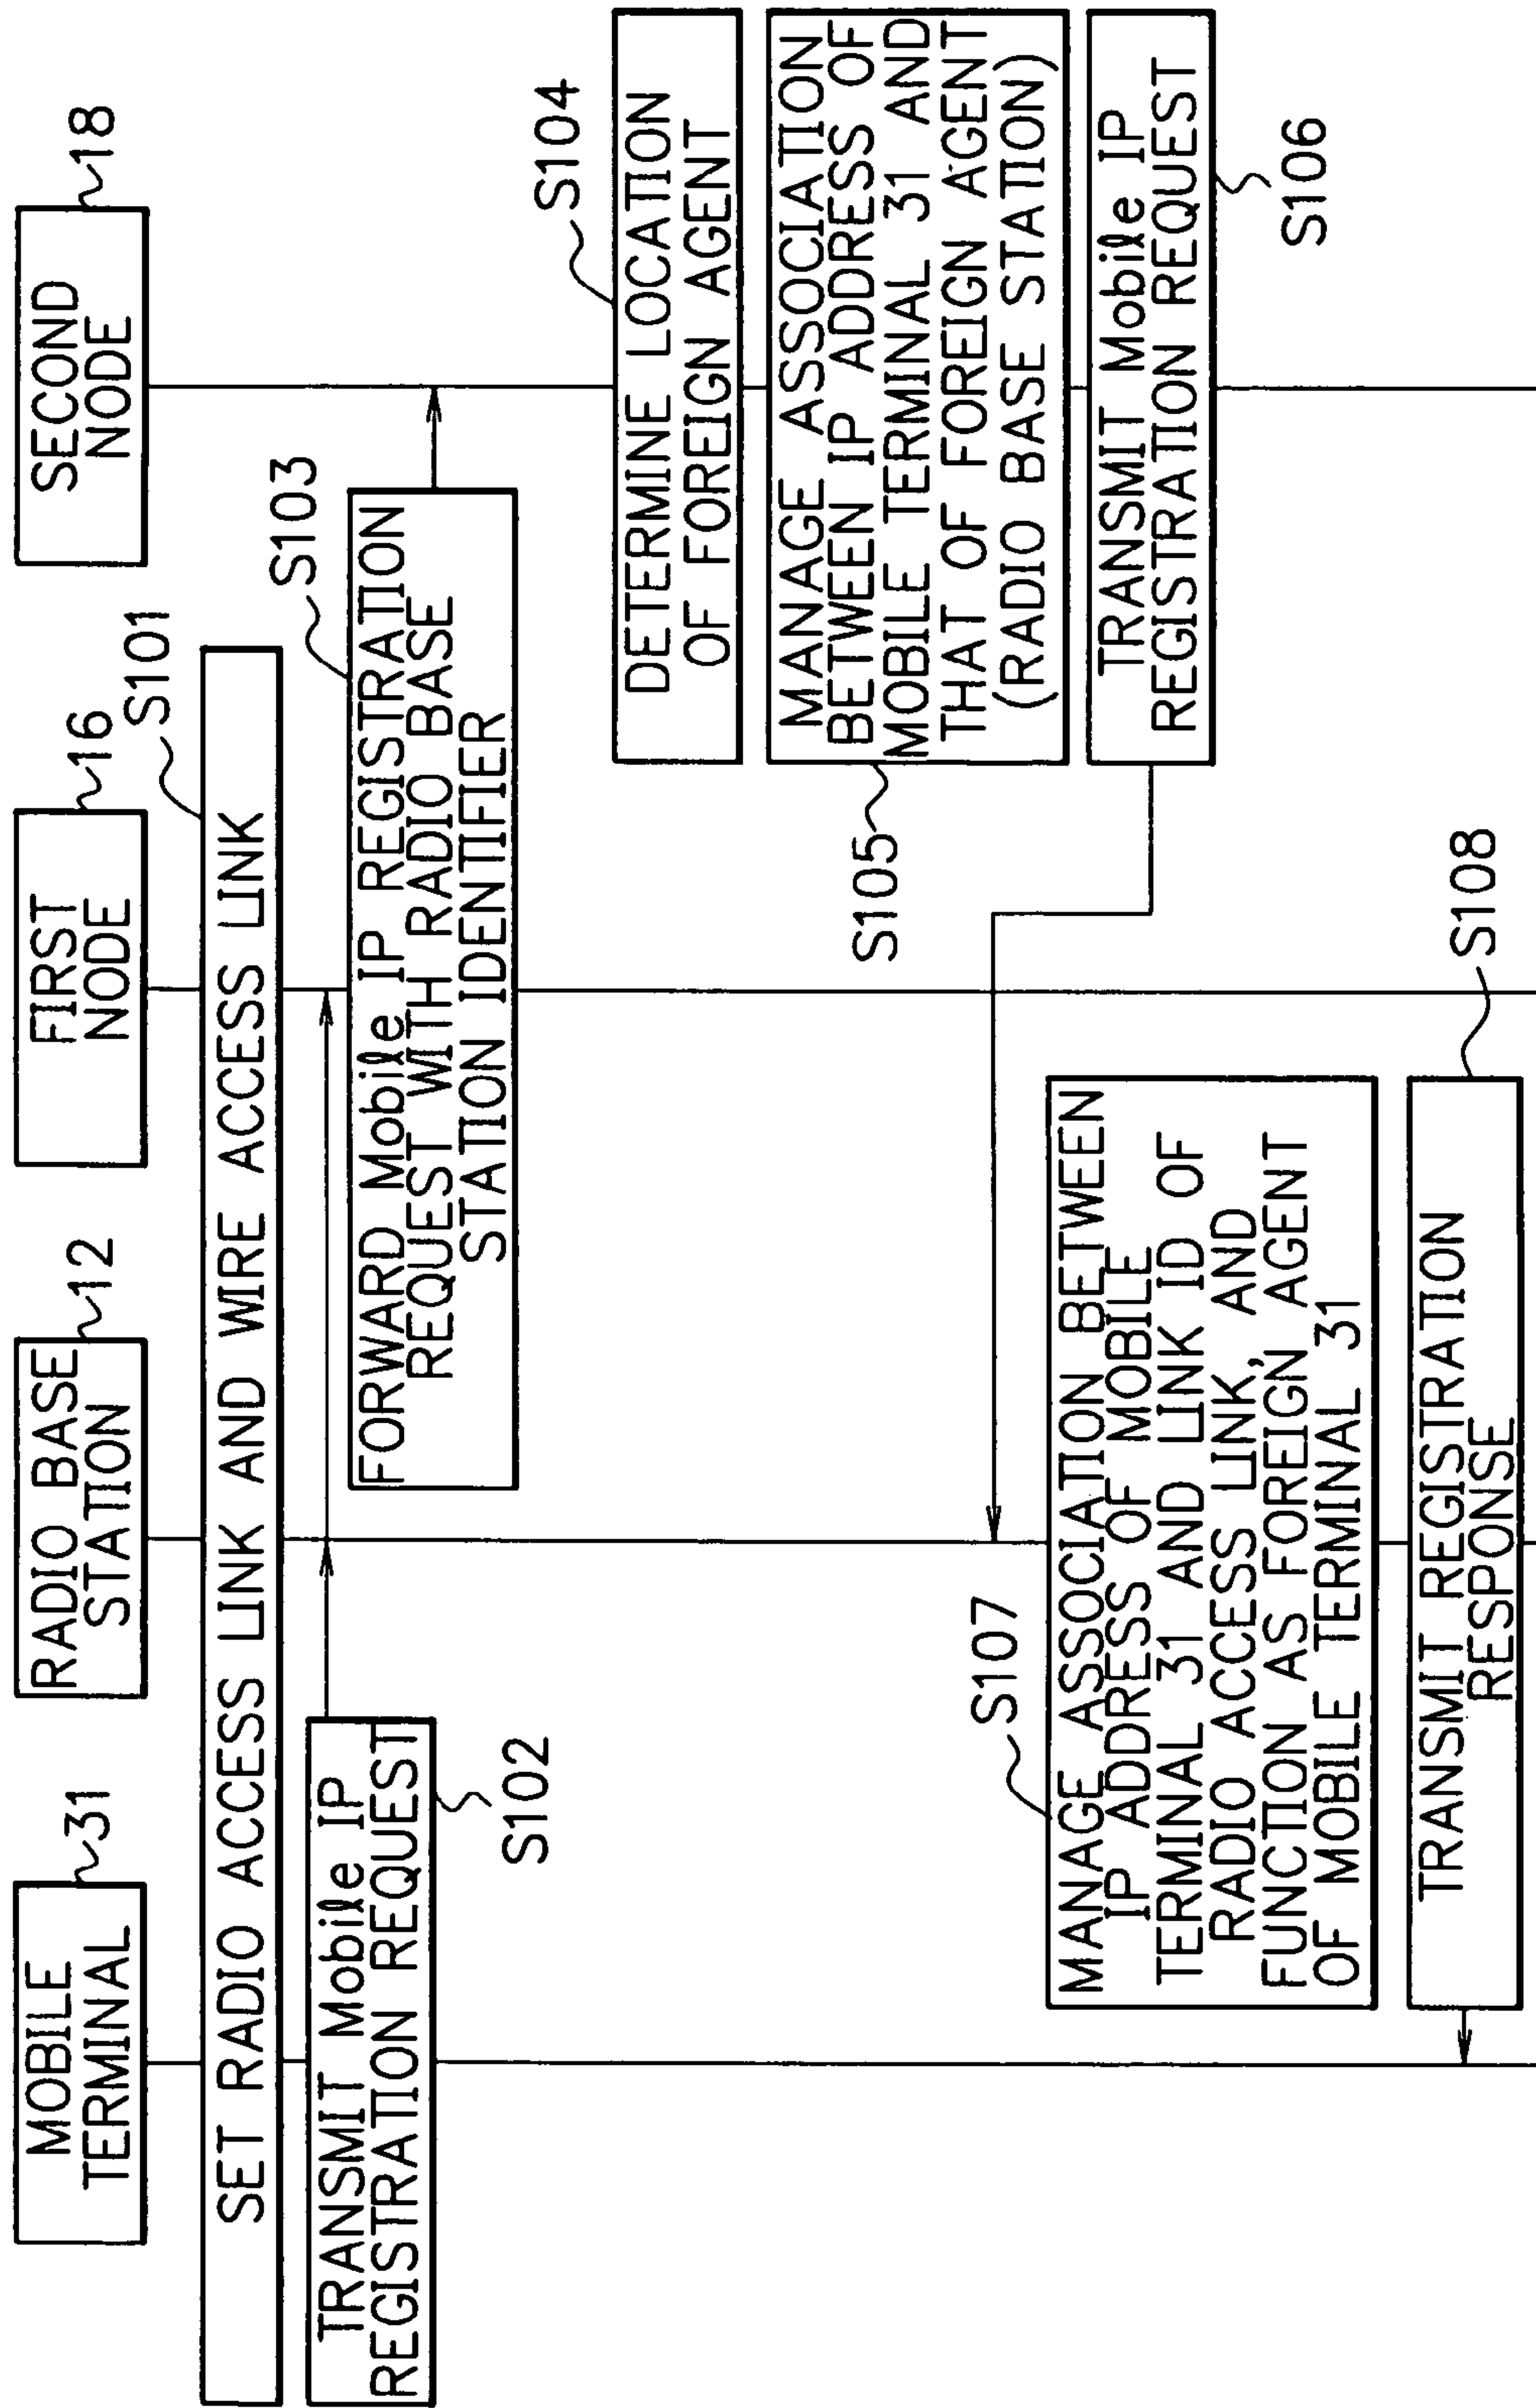 MOBILE
TERMINAL
31
RADIO BASE
STATION
12
FIRST
NODE
16
SECOND
NODE
18
SET RADIO ACCESS LINK AND WIRE ACCESS LINK
S101
TRANSMIT Mobile IP
REGISTRATION REQUEST
S102
FORWARD Mobile IP REGISTRATION
REQUEST WITH RADIO BASE
STATION IDENTIFIER
S103
DETERMINE LOCATION
OF FOREIGN AGENT
S104
MANAGE ASSOCIATION
BETWEEN IP ADDRESS OF
MOBILE TERMINAL 31 AND
THAT OF FOREIGN AGENT
(RADIO BASE STATION)
S105
TRANSMIT Mobile IP
REGISTRATION REQUEST
S106
MANAGE ASSOCIATION BETWEEN
IP ADDRESS OF MOBILE
TERMINAL 31 AND LINK ID OF
RADIO ACCESS LINK, AND
FUNCTION AS FOREIGN AGENT
OF MOBILE TERMINAL 31
S107
TRANSMIT REGISTRATION
RESPONSE
S108